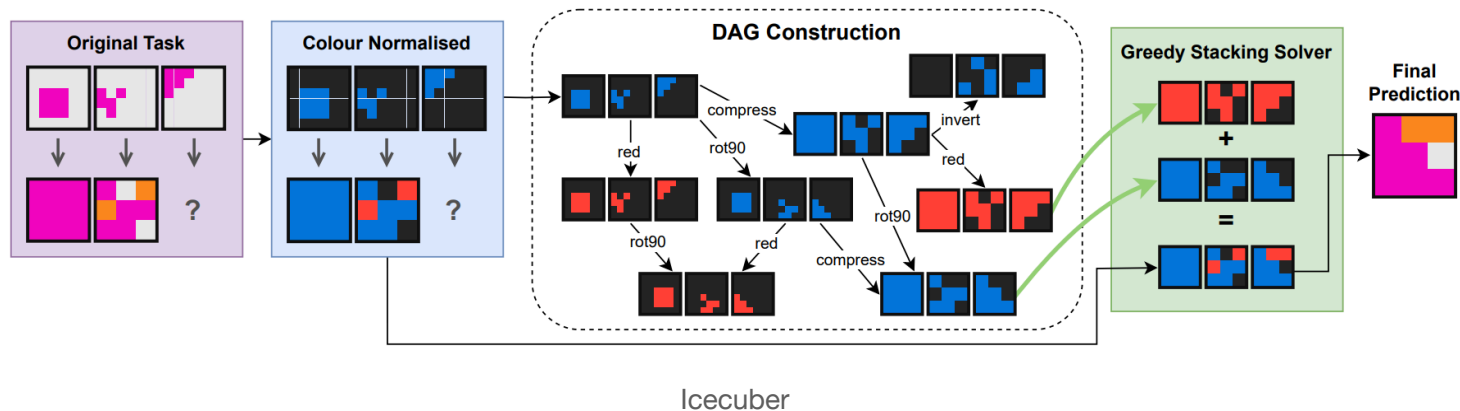 Original Task
?
Colour Normalised
?
DAG Construction
compress
invert
red
rot90
red
rot90
rot90
red
compress
Greedy Stacking Solver
+
=
Final
Prediction
Icecuber